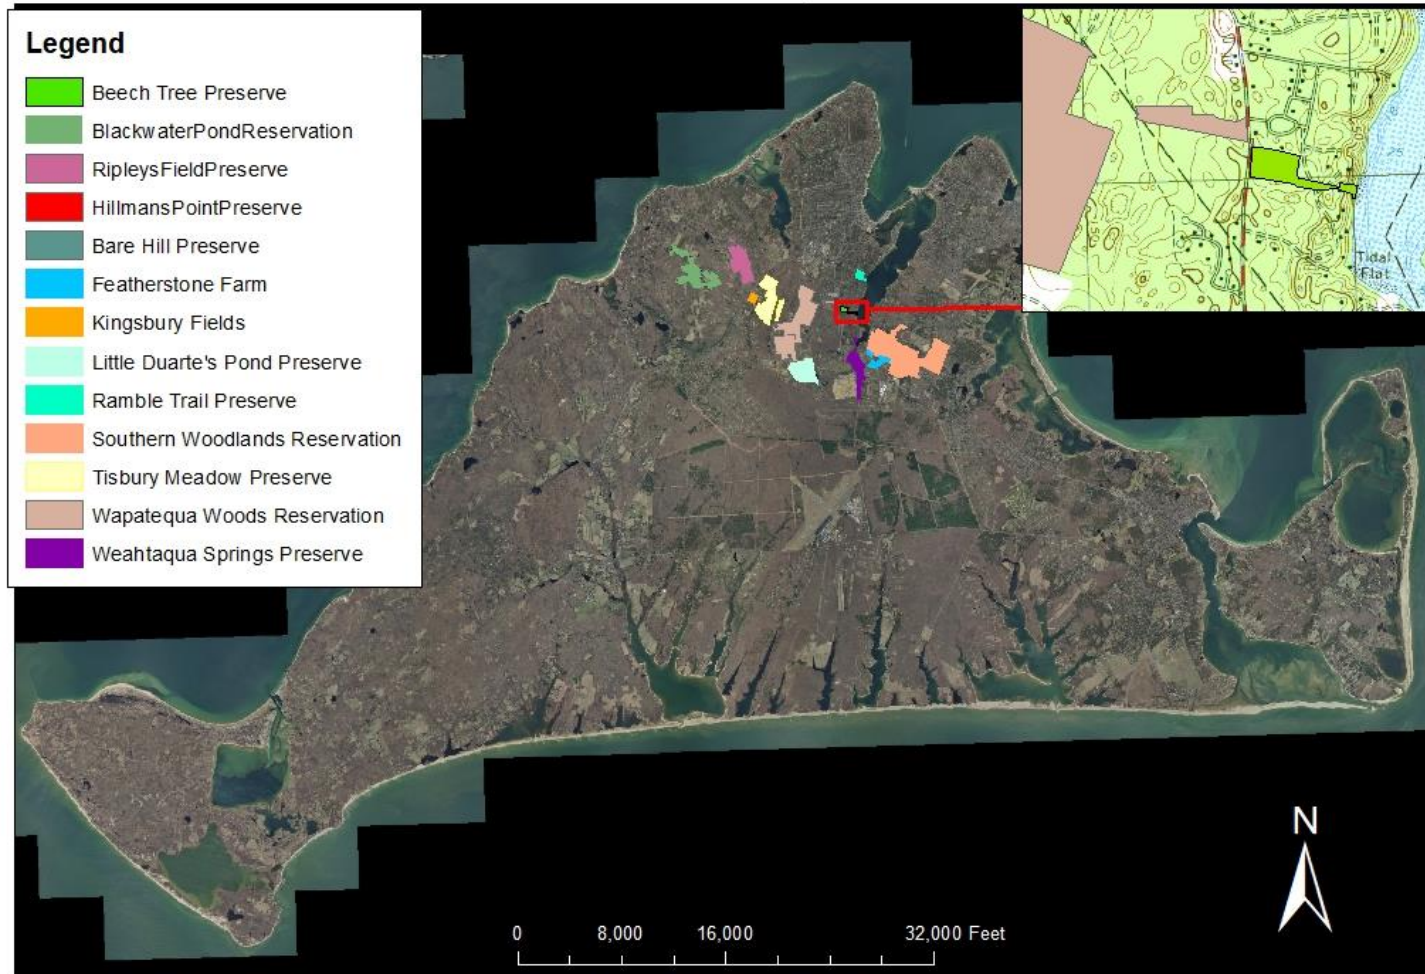 Legend
Beech Tree Preserve
BlackwaterPondReservation
RipleysFieldPreserve
HillmansPointPreserve
Bare Hill Preserve
Featherstone Farm
Kingsbury Fields
Little Duarte's Pond Preserve
Ramble Trail Preserve
Southern Woodlands Reservation
Tisbury Meadow Preserve
Wapatequa Woods Reservation
Weahtaqua Springs Preserve
Tidal
Flat
N
0 8,000 16,000 32,000 Feet